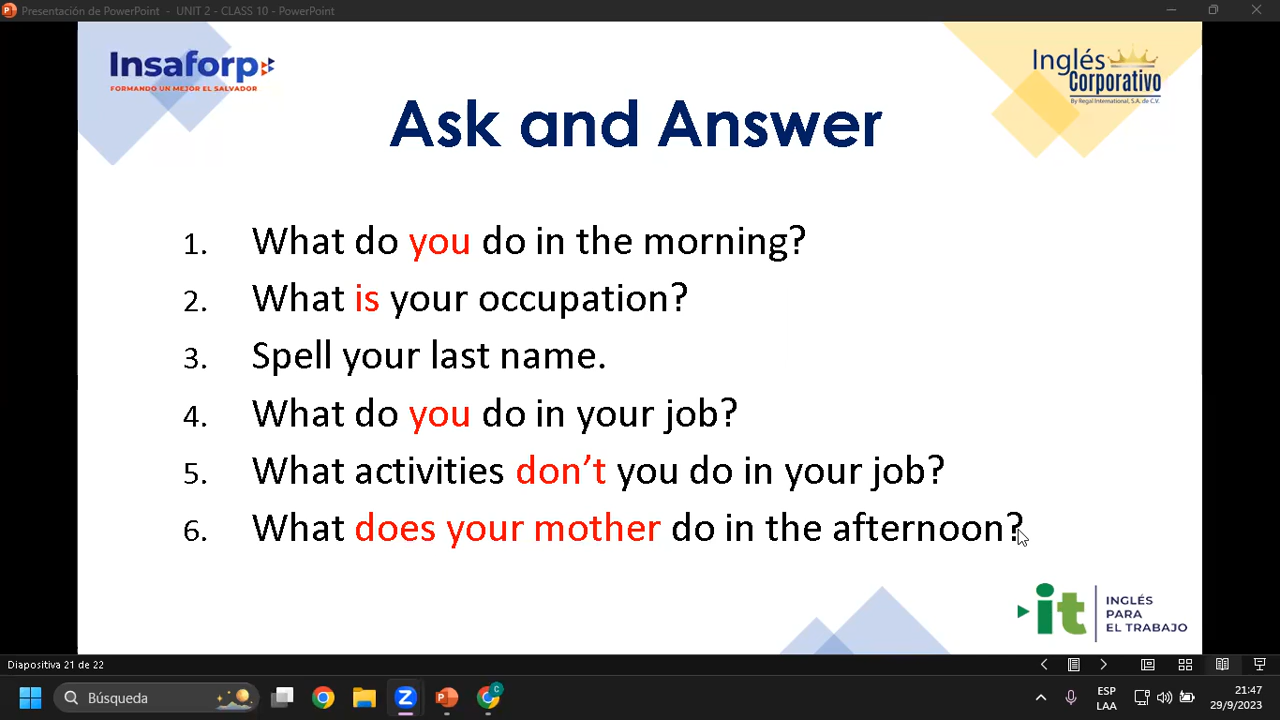 Presentación de PowerPoint - UNIT 2 - CLASS 10 - PowerPoint
Insaforp
FORMANDO UN MEJOR EL SALVADOR
Inglés
Corporativo
By Regal International, S.A. de C.V.
Ask and Answer
1. What do you do in the morning?
2. What is your occupation?
3. Spell your last name.
4. What do you do in your job?
5. What activities don't you do in your job?
6. What does your mother do in the afternoon?
it
INGLÉS
PARA
EL TRABAJO
Diapositiva 21 de 22
Búsqueda
ESP
LAA
21:47
29/9/2023